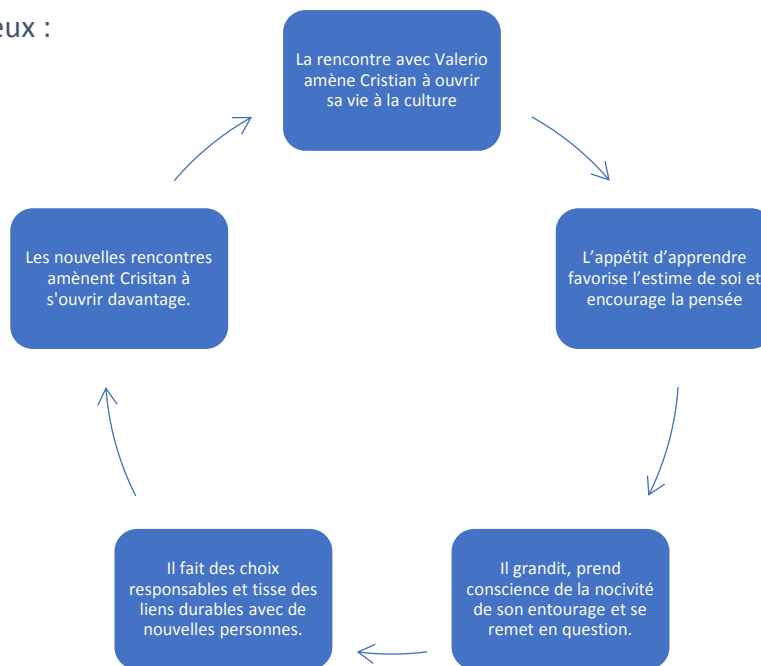 eux :
La rencontre avec Valerio
amène Cristian à ouvrir
sa vie à la culture
L'appétit d'apprendre
favorise l'estime de soi et
encourage la pensée
Il grandit, prend
conscience de la nocivité
de son entourage et se
remet en question.
Il fait des choix
responsables et tisse des
liens durables avec de
nouvelles personnes.
Les nouvelles rencontres
amènent Crisitan à
s'ouvrir davantage.